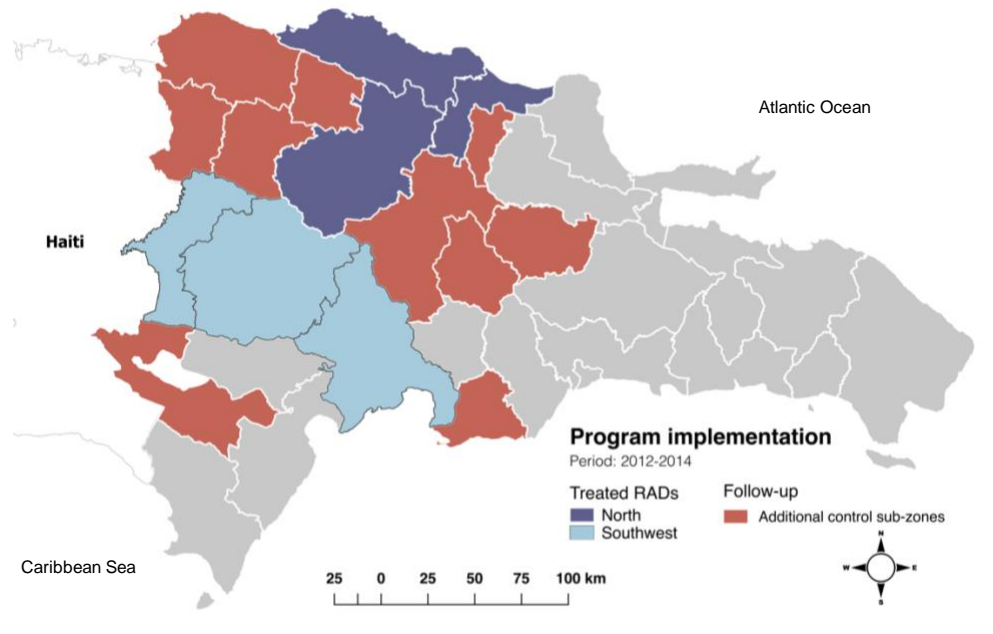 Atlantic Ocean
Haiti
Program implementation
Period: 2012-2014
Treated RADs
North
Southwest
Follow-up
Additional control sub-zones
Caribbean Sea
25 0 25 50 75 100 km
N
W E
S